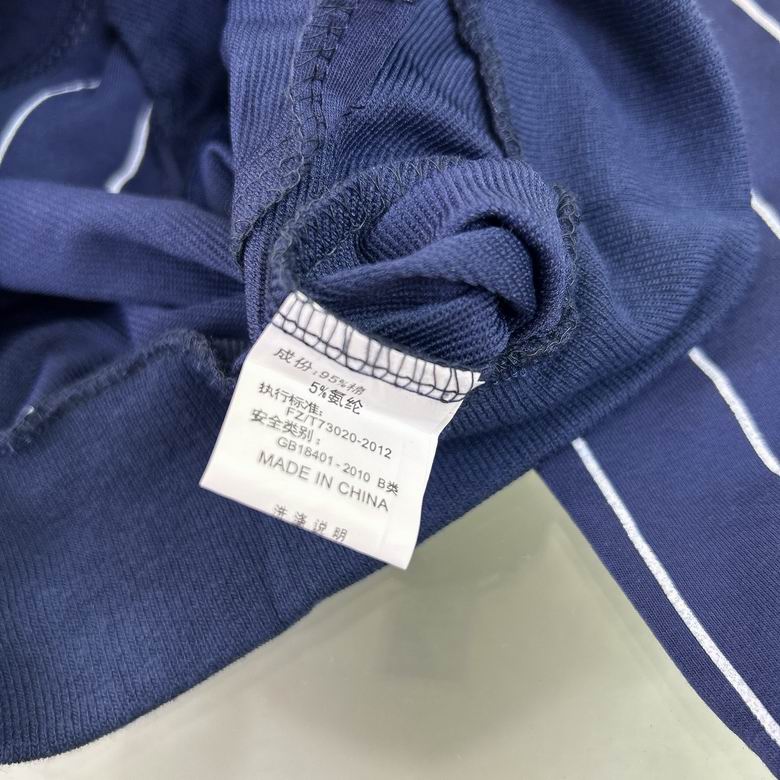 成份:95%棉
5%氨纶
执行标准:
FZ/T73020-2012
安全类别:
GB18401-2010 B类
MADE IN CHINA
洗涤说明